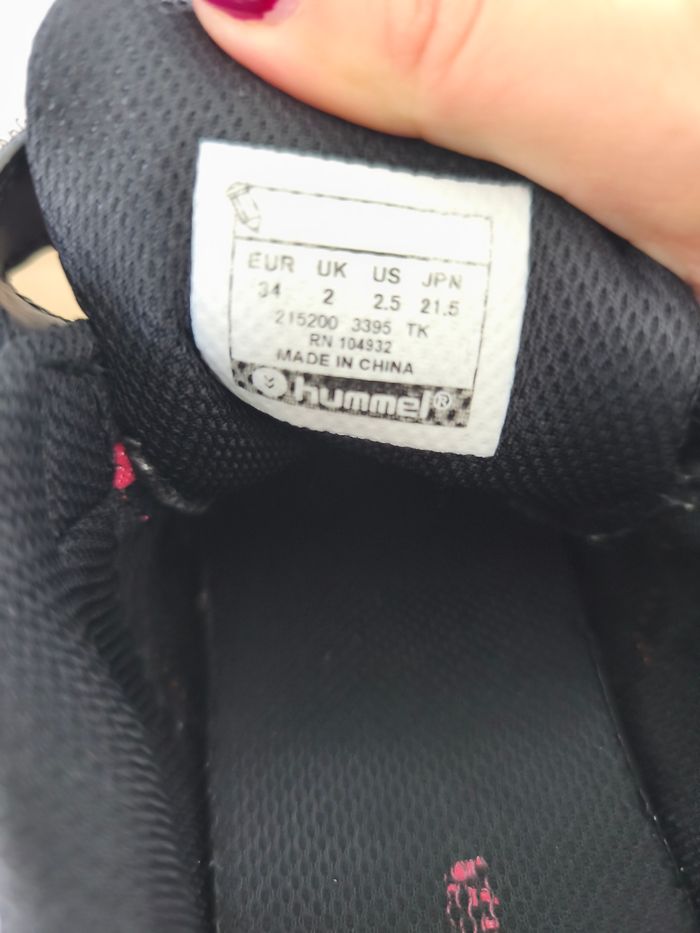 EUR UK US JPN
34 2 2.5 21.5
215200 3395 TK
RN 104932
MADE IN CHINA
hummel®